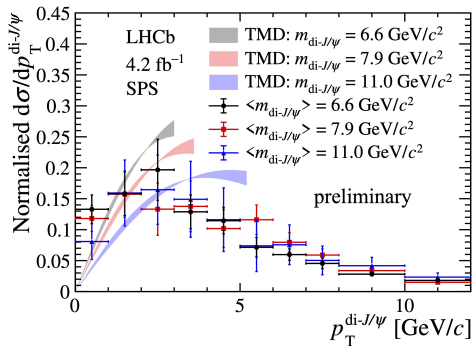 LHCb
4.2 fb⁻¹
SPS
TMD: m_di-J/ψ = 6.6 GeV/c²
TMD: m_di-J/ψ = 7.9 GeV/c²
TMD: m_di-J/ψ = 11.0 GeV/c²
<m_di-J/ψ> = 6.6 GeV/c²
<m_di-J/ψ> = 7.9 GeV/c²
<m_di-J/ψ> = 11.0 GeV/c²
preliminary
Normalised dσ/dp_T^di-J/ψ
0.45
0.4
0.35
0.3
0.25
0.2
0.15
0.1
0.05
0
0 5 10
p_T^di-J/ψ [GeV/c]